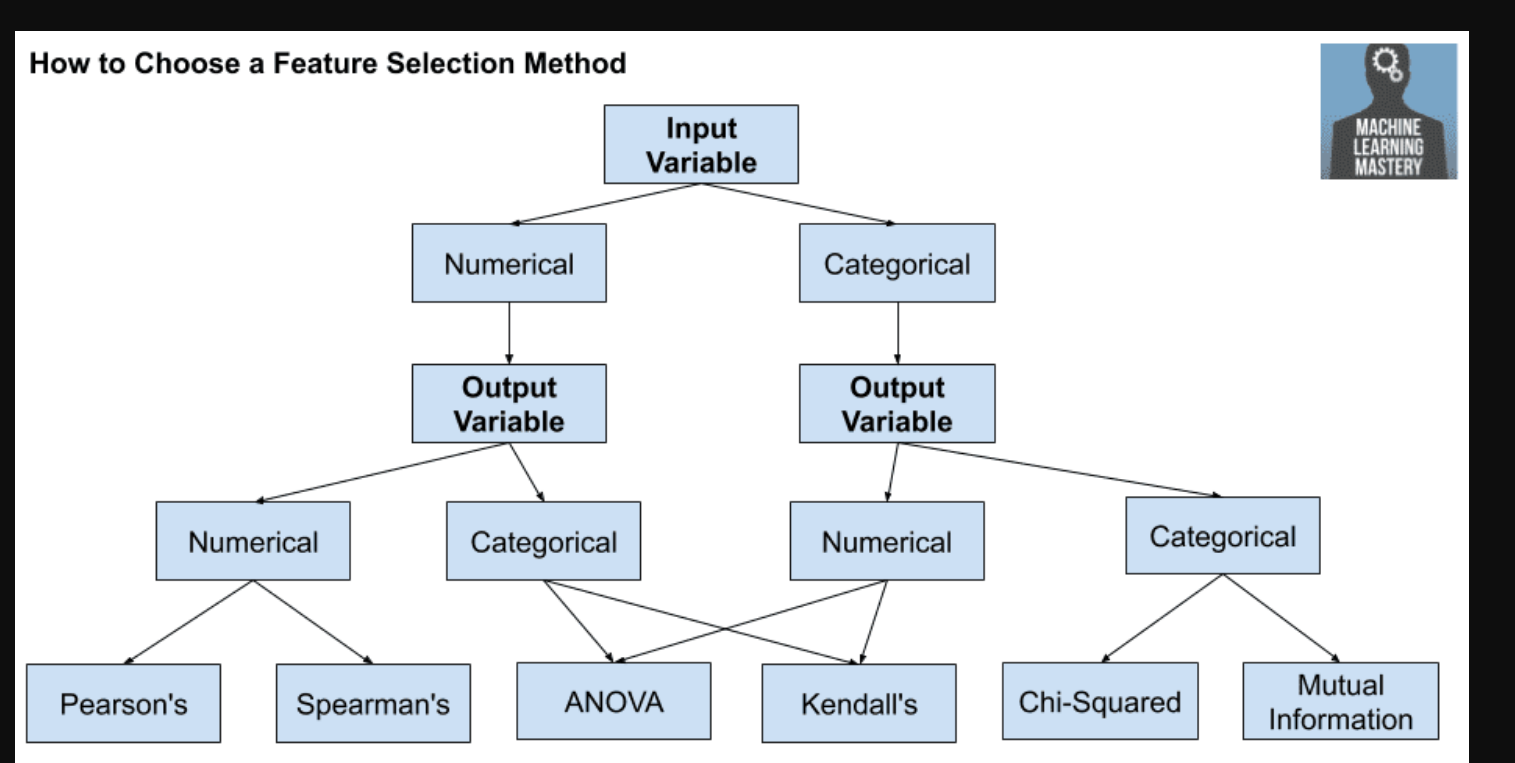 How to Choose a Feature Selection Method
MACHINE
LEARNING
MASTERY
Input
Variable
Numerical
Categorical
Output
Variable
Output
Variable
Numerical
Categorical
Numerical
Categorical
Pearson's
Spearman's
ANOVA
Kendall's
Chi-Squared
Mutual
Information